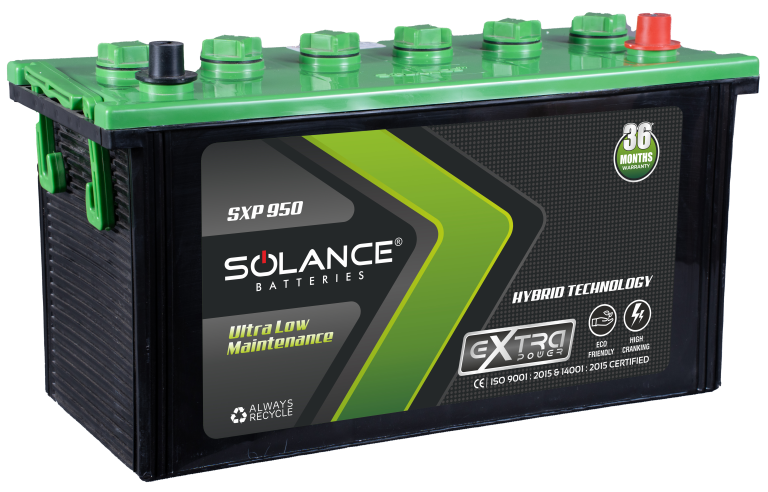 36
MONTHS
WARRANTY
SXP 950
SOLANCE®
BATTERIES
Ultra Low
Maintenance
ALWAYS
RECYCLE
HYBRID TECHNOLOGY
eXtra
POWER
ECO
FRIENDLY
HIGH
CRANKING
CE ISO 9001 : 2015 & 14001 : 2015 CERTIFIED